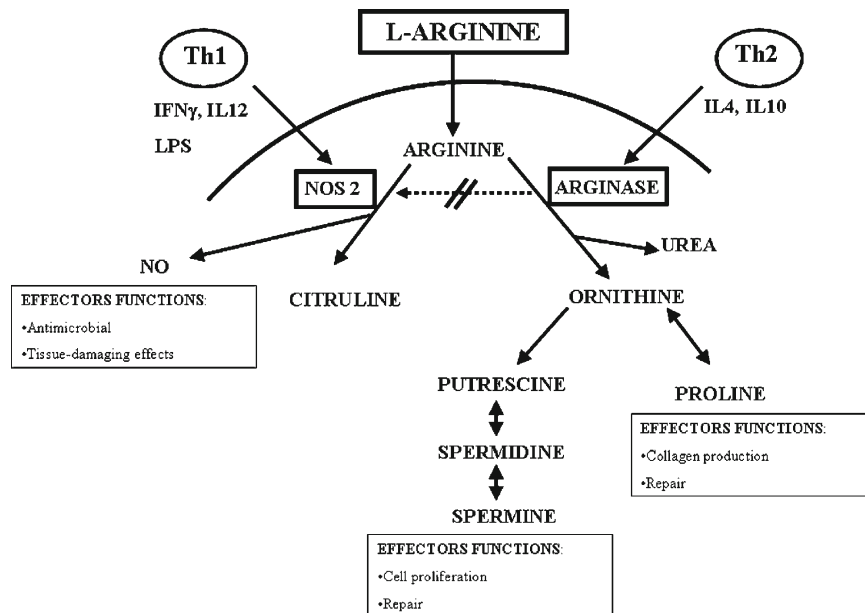 L-ARGININE
Th1
Th2
IFNγ, IL12
LPS
IL4, IL10
ARGININE
NOS 2
ARGINASE
UREA
NO
CITRULINE
ORNITHINE
EFFECTORS FUNCTIONS:
•Antimicrobial
•Tissue-damaging effects
PUTRESCINE
PROLINE
EFFECTORS FUNCTIONS:
•Collagen production
•Repair
SPERMIDINE
SPERMINE
EFFECTORS FUNCTIONS:
•Cell proliferation
•Repair